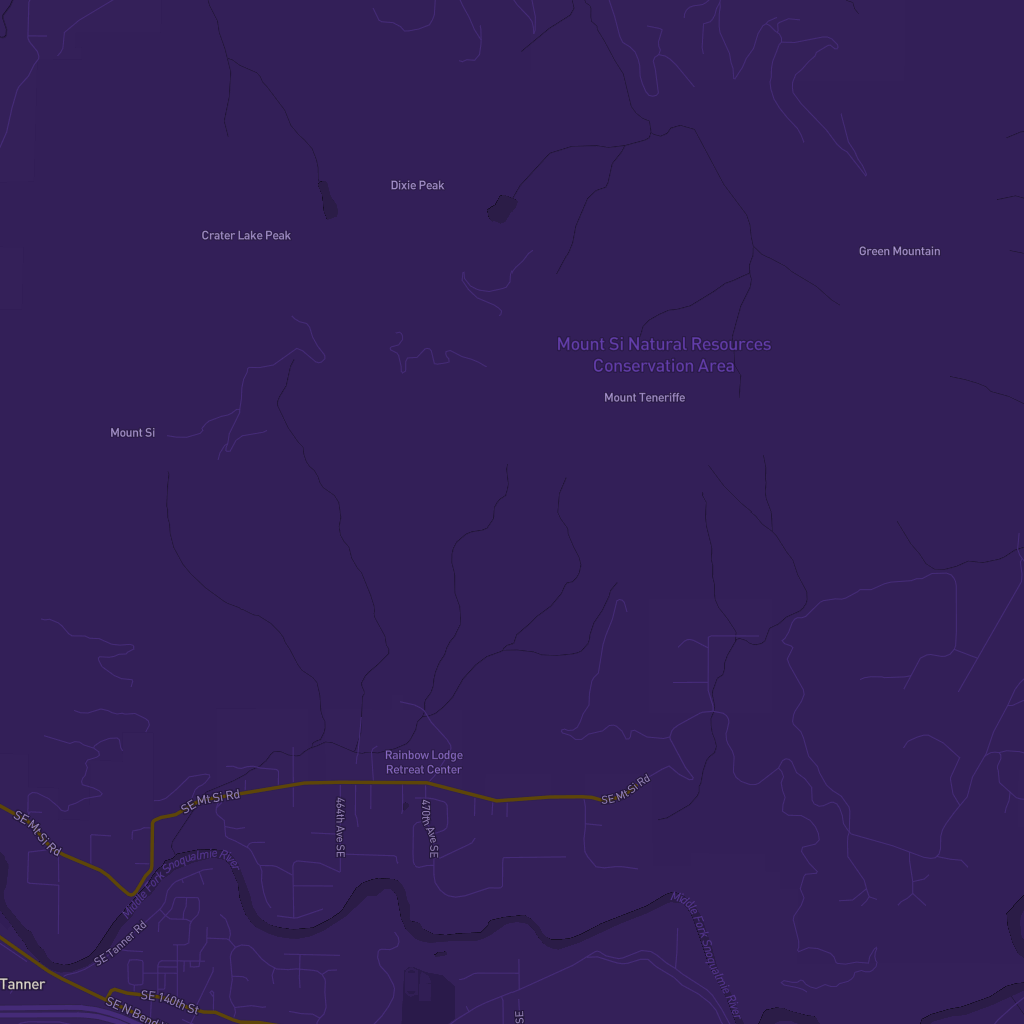 Dixie Peak
Crater Lake Peak
Green Mountain
Mount Si Natural Resources
Conservation Area
Mount Teneriffe
Mount Si
Rainbow Lodge
Retreat Center
SE Mt Si Rd
SE Mt Si Rd
SE Mt Si Rd
464th Ave SE
470th Ave SE
Middle Fork Snoqualmie River
Middle Fork Snoqualmie River
SE Tanner Rd
Tanner
SE 140th St
SE N Bend
SE